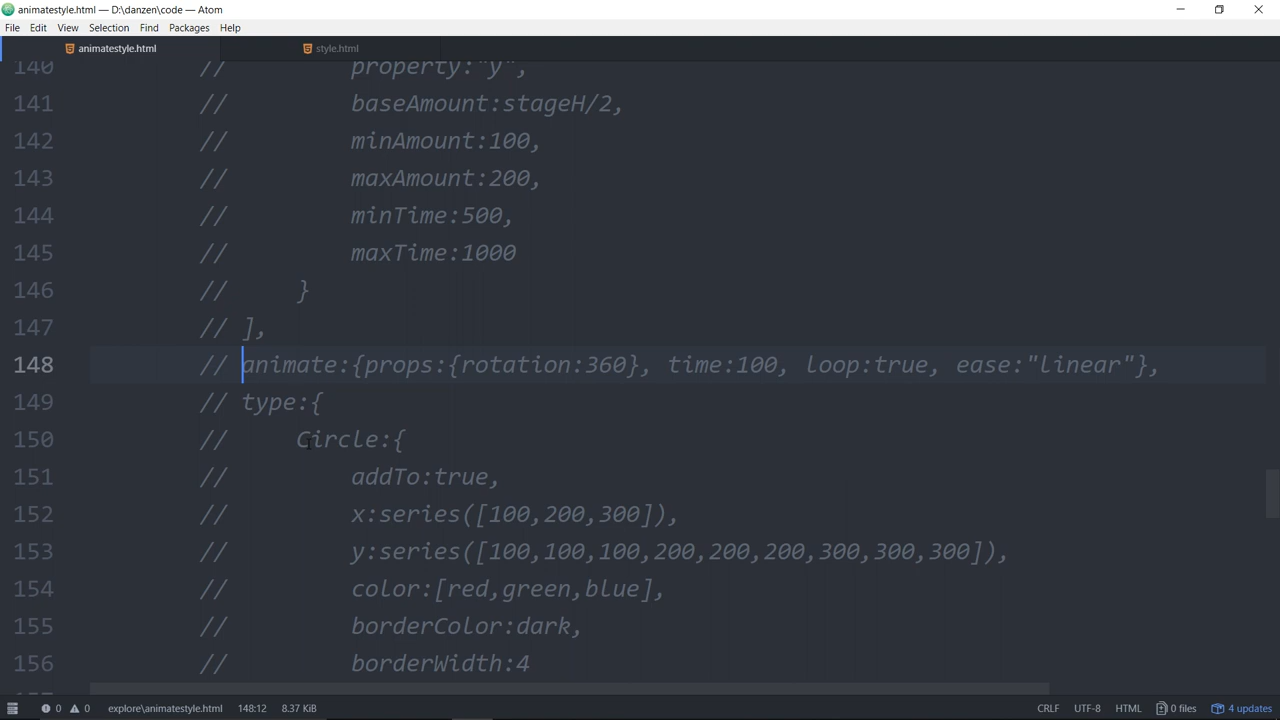 animatestyle.html — D:\danzen\code — Atom
File Edit View Selection Find Packages Help
animatestyle.html style.html
140 // property:"y",
141 // baseAmount:stageH/2,
142 // minAmount:100,
143 // maxAmount:200,
144 // minTime:500,
145 // maxTime:1000
146 // }
147 // ],
148 // animate:{props:{rotation:360}, time:100, loop:true, ease:"linear"},
149 // type:{
150 // Circle:{
151 // addTo:true,
152 // x:series([100,200,300]),
153 // y:series([100,100,100,200,200,200,300,300,300]),
154 // color:[red,green,blue],
155 // borderColor:dark,
156 // borderWidth:4
0 0 explore\animatestyle.html 148:12 8.37 KiB CRLF UTF-8 HTML 0 files 4 updates